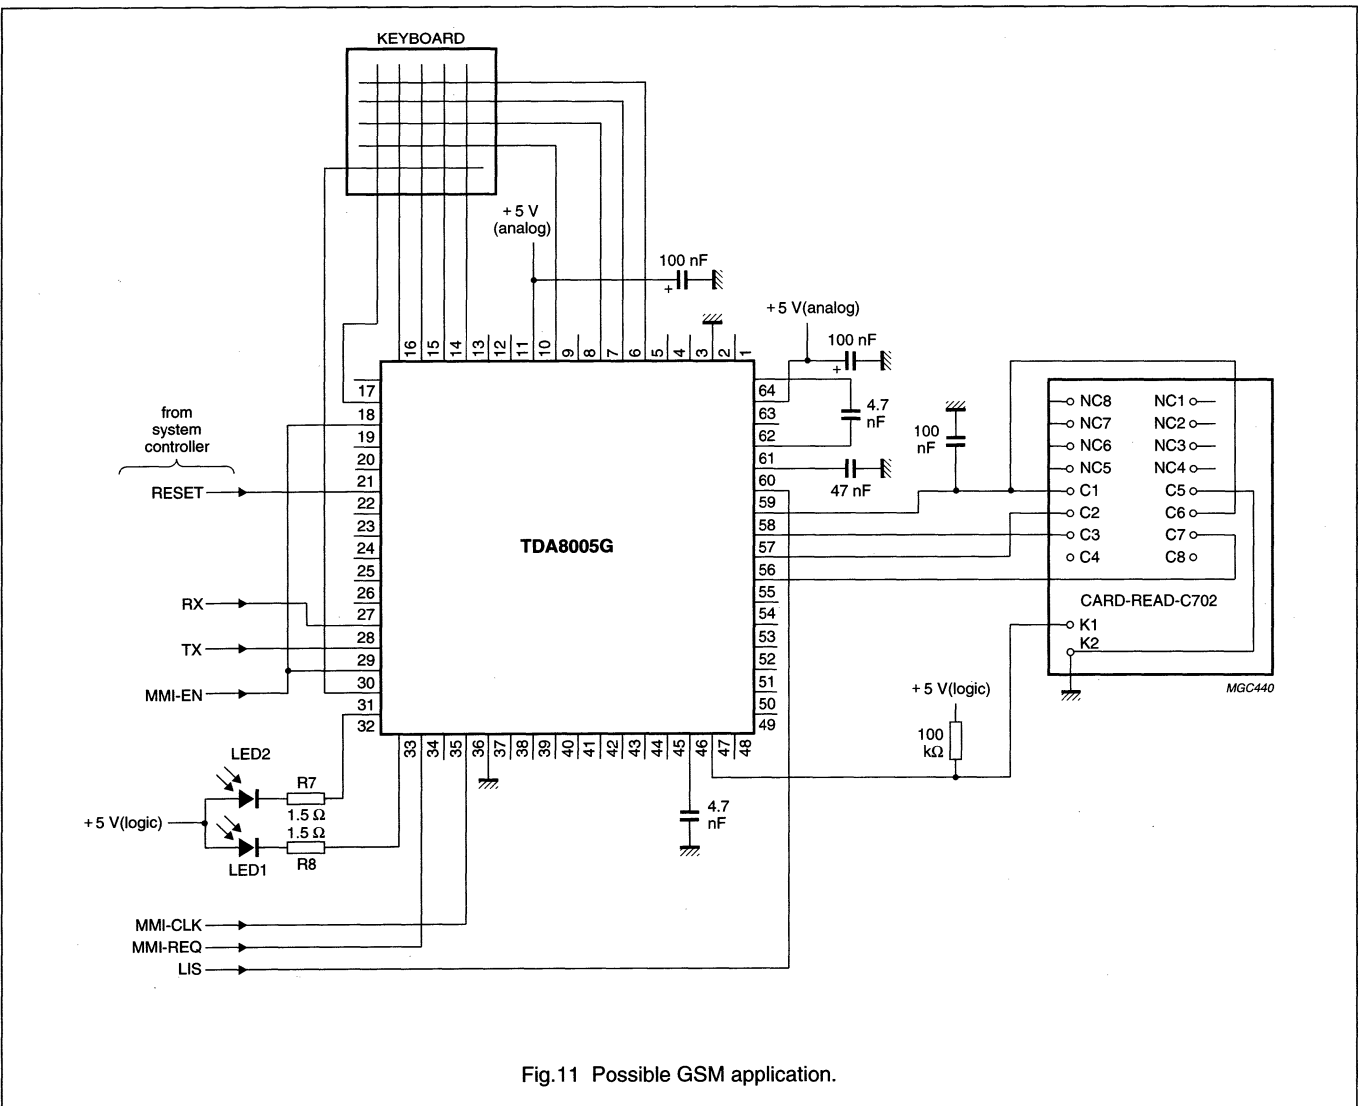 KEYBOARD
+ 5 V
(analog)
100 nF
+
+ 5 V(analog)
100 nF
+
16 15 14 13 12 11 10 9 8 7 6 5 4 3 2 1
17
18
19
20
21
22
23
24
25
26
27
28
29
30
31
32
64
63
62
61
60
59
58
57
56
55
54
53
52
51
50
49
33 34 35 36 37 38 39 40 41 42 43 44 45 46 47 48
TDA8005G
from
system
controller
RESET
RX
TX
MMI-EN
4.7
nF
47 nF
100
nF
NC8 NC1
NC7 NC2
NC6 NC3
NC5 NC4
C1 C5
C2 C6
C3 C7
C4 C8
CARD-READ-C702
K1
K2
MGC440
+ 5 V(logic)
100
kΩ
4.7
nF
LED2
R7
1.5 Ω
+ 5 V(logic)
1.5 Ω
R8
LED1
MMI-CLK
MMI-REQ
LIS
Fig.11 Possible GSM application.